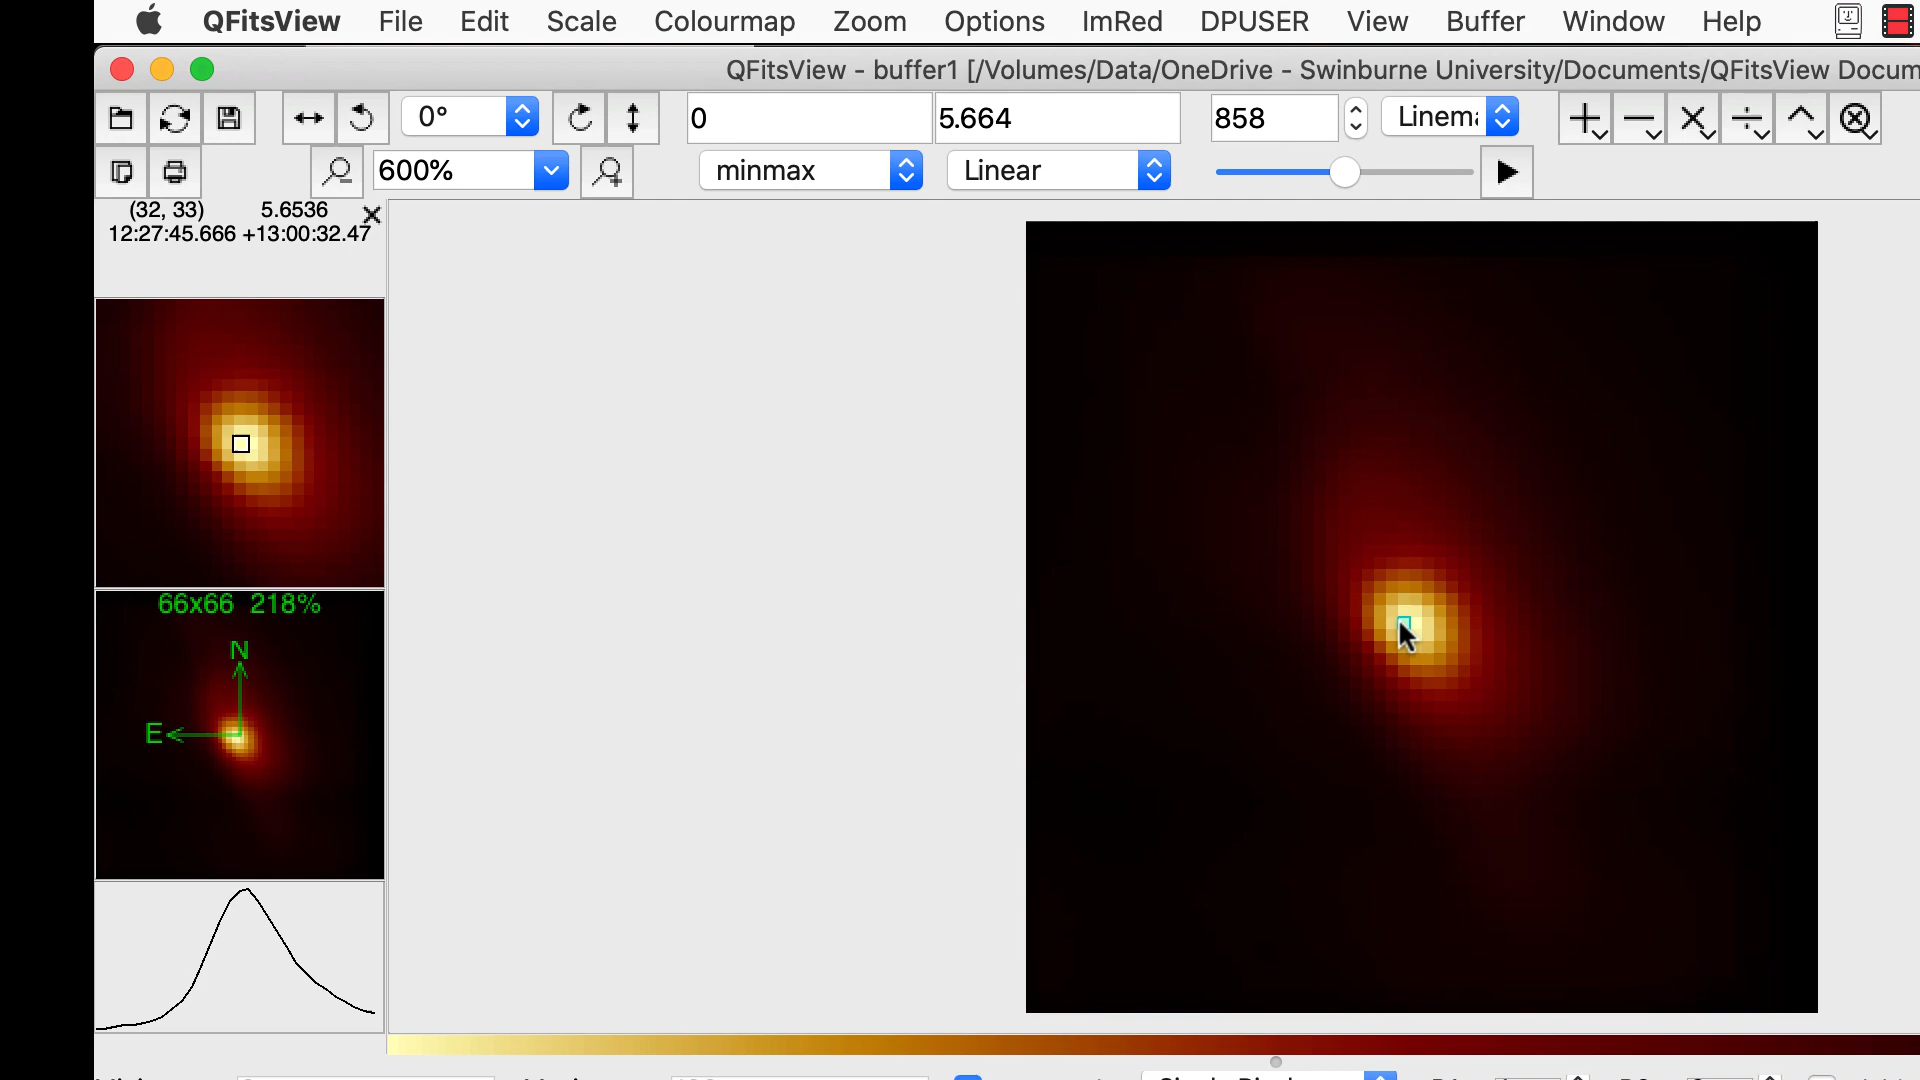 QFitsView File Edit Scale Colourmap Zoom Options ImRed DPUSER View Buffer Window Help
QFitsView - buffer1 [/Volumes/Data/OneDrive - Swinburne University/Documents/QFitsView Docum
0° 0 5.664 858 Linema
600% minmax Linear
(32, 33) 5.6536
12:27:45.666 +13:00:32.47
66x66 218%
N
E